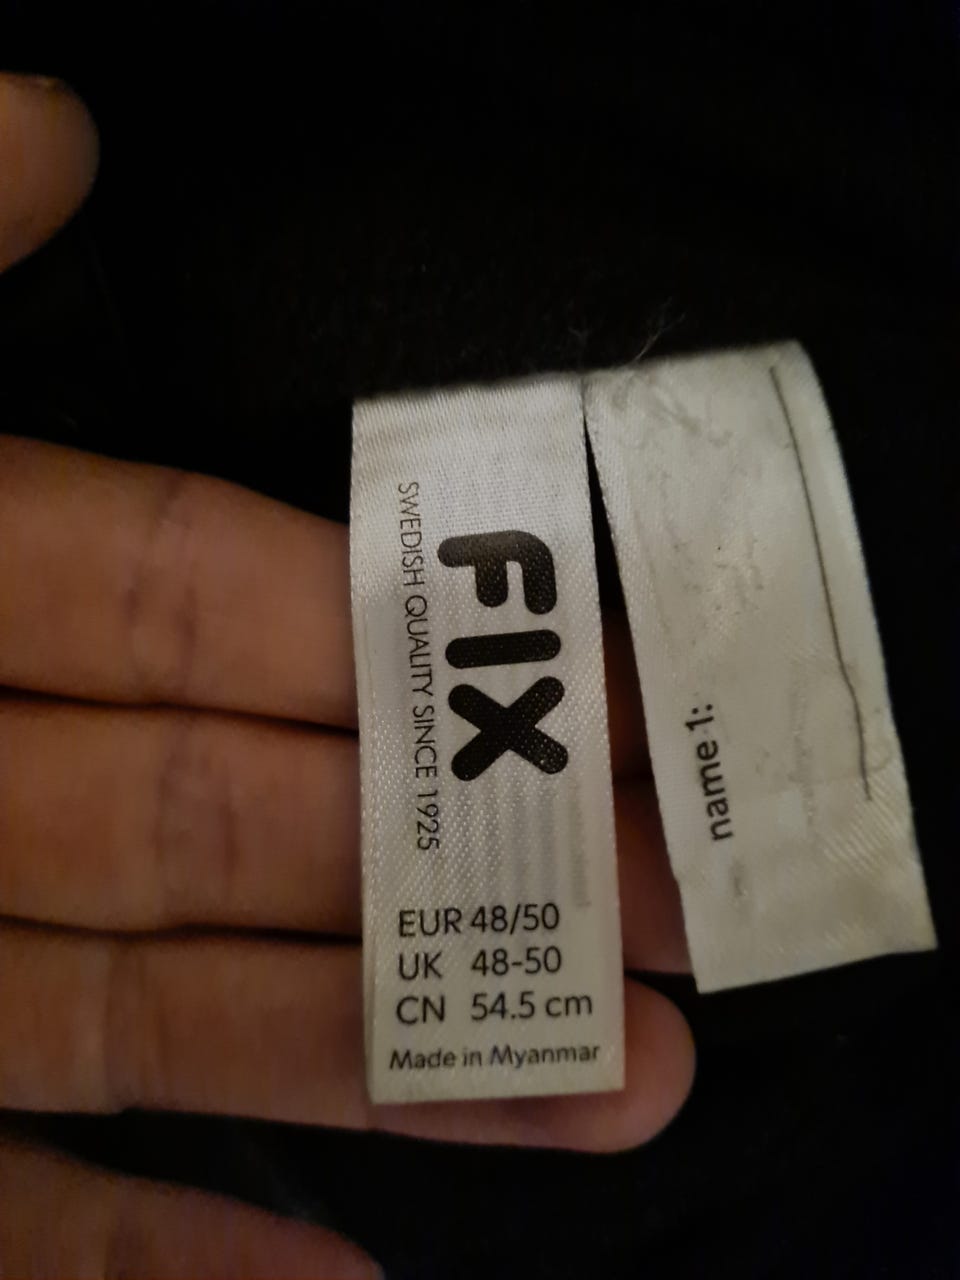 FIX
SWEDISH QUALITY SINCE 1925
EUR 48/50
UK 48-50
CN 54.5 cm
Made in Myanmar
name 1: